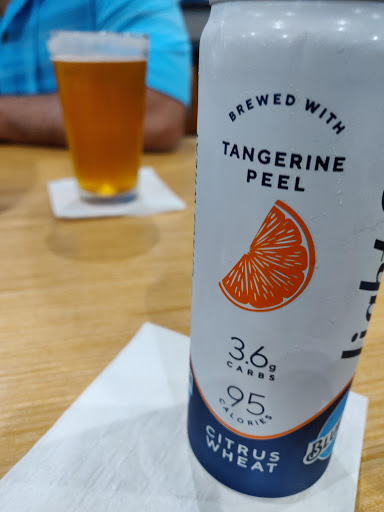 BREWED WITH
TANGERINE
PEEL
3.6g
CARBS
95
CALORIES
CITRUS
WHEAT